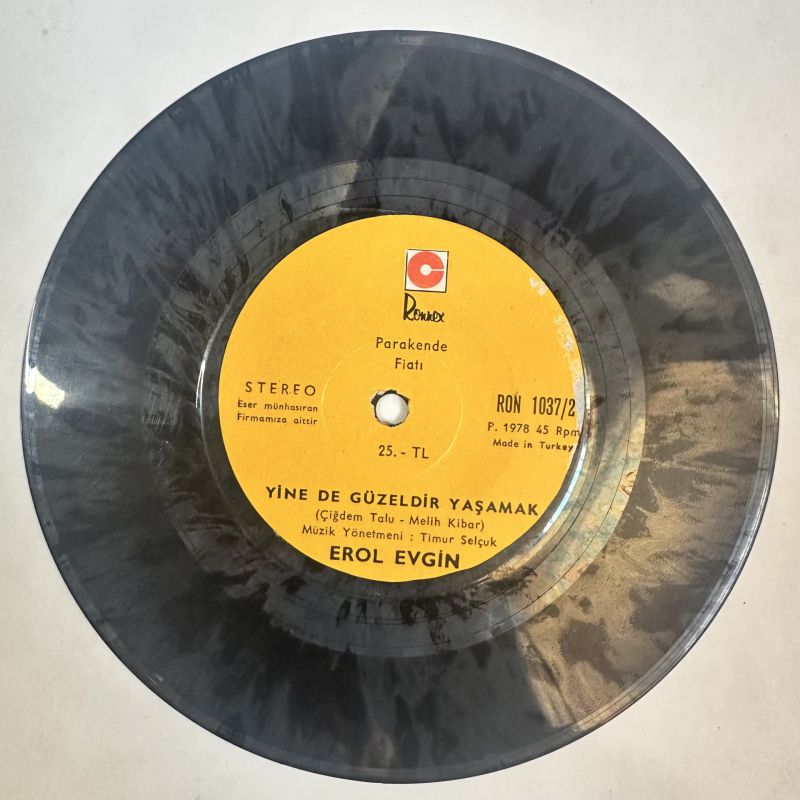 Ronnex
Parakende
Fiatı
STEREO
Eser münhasıran
Firmamıza aittir
RON 1037/2
P. 1978 45 Rpm
Made in Turkey
25.- TL
YİNE DE GÜZELDİR YAŞAMAK
(Çiğdem Talu - Melih Kibar)
Müzik Yönetmeni : Timur Selçuk
EROL EVGİN